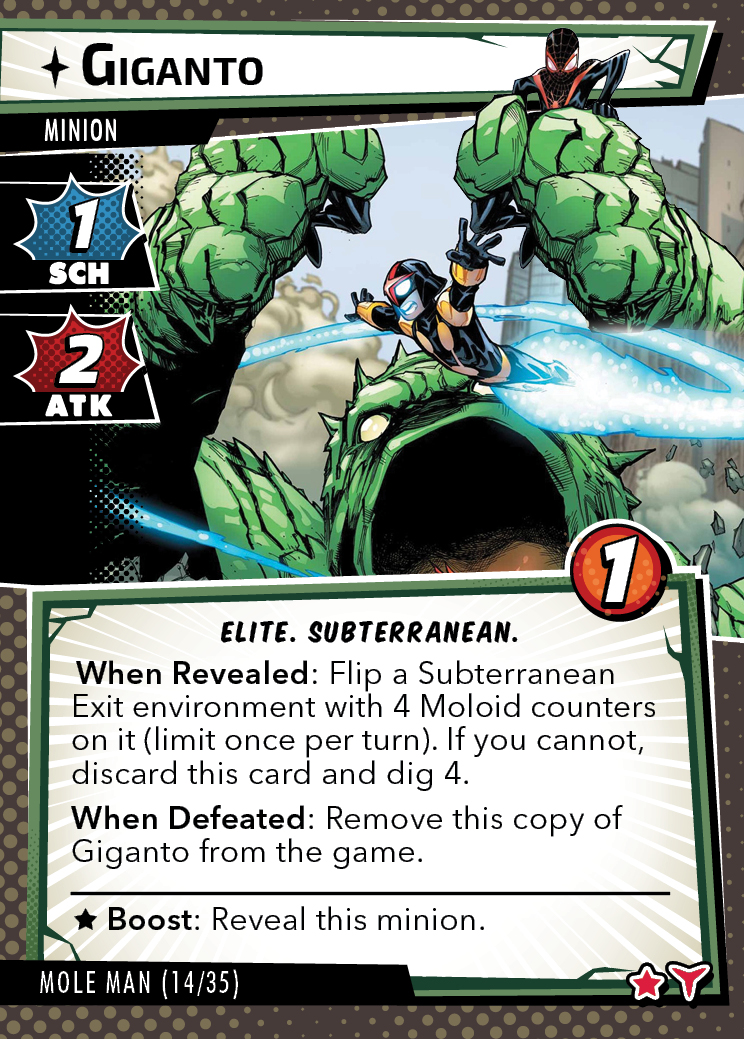 Giganto
MINION
1
SCH
2
ATK
1
ELITE. SUBTERRANEAN.
When Revealed: Flip a Subterranean
Exit environment with 4 Moloid counters
on it (limit once per turn). If you cannot,
discard this card and dig 4.
When Defeated: Remove this copy of
Giganto from the game.
★ Boost: Reveal this minion.
MOLE MAN (14/35)